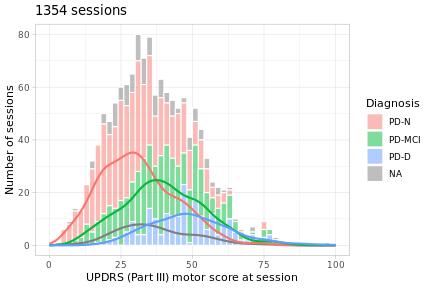 1354 sessions
80
60
40
20
0
Number of sessions
0 25 50 75 100
UPDRS (Part III) motor score at session
Diagnosis
PD-N
PD-MCI
PD-D
NA